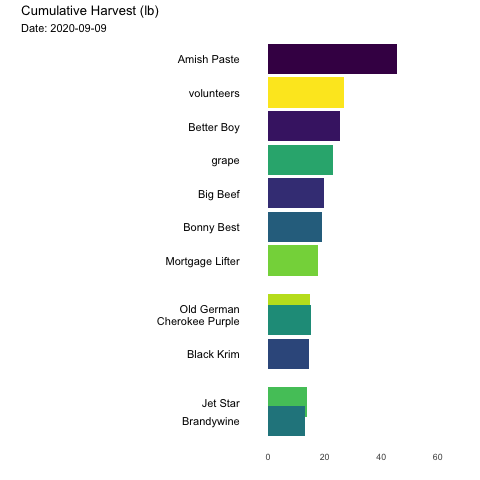 Cumulative Harvest (lb)
Date: 2020-09-09
Amish Paste
volunteers
Better Boy
grape
Big Beef
Bonny Best
Mortgage Lifter
Old German
Cherokee Purple
Black Krim
Jet Star
Brandywine
0 20 40 60